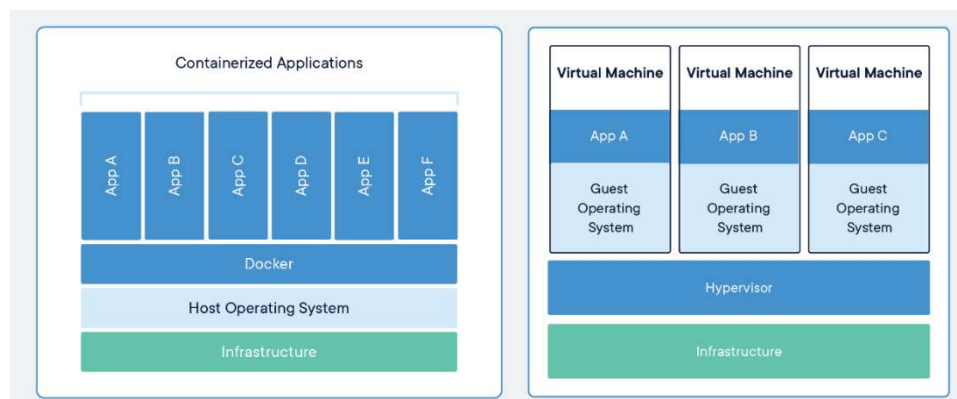 Containerized Applications
App A
App B
App C
App D
App E
App F
Docker
Host Operating System
Infrastructure
Virtual Machine
App A
Guest
Operating
System
Virtual Machine
App B
Guest
Operating
System
Virtual Machine
App C
Guest
Operating
System
Hypervisor
Infrastructure